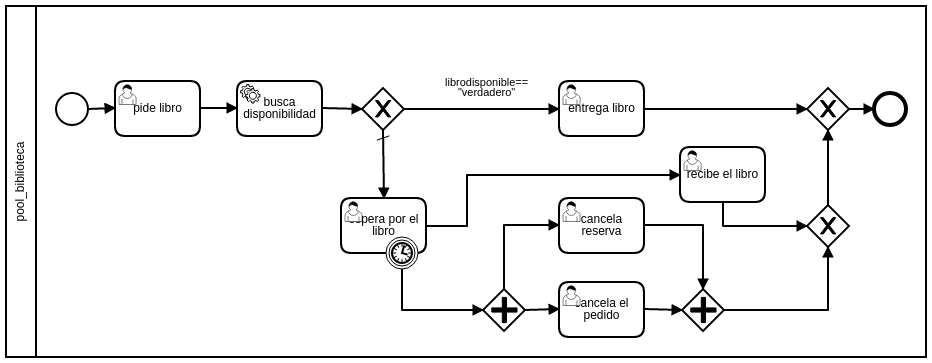 pool_biblioteca
pide libro
busca
disponibilidad
librodisponible==
"verdadero"
entrega libro
recibe el libro
espera por el
libro
cancela
reserva
cancela el
pedido